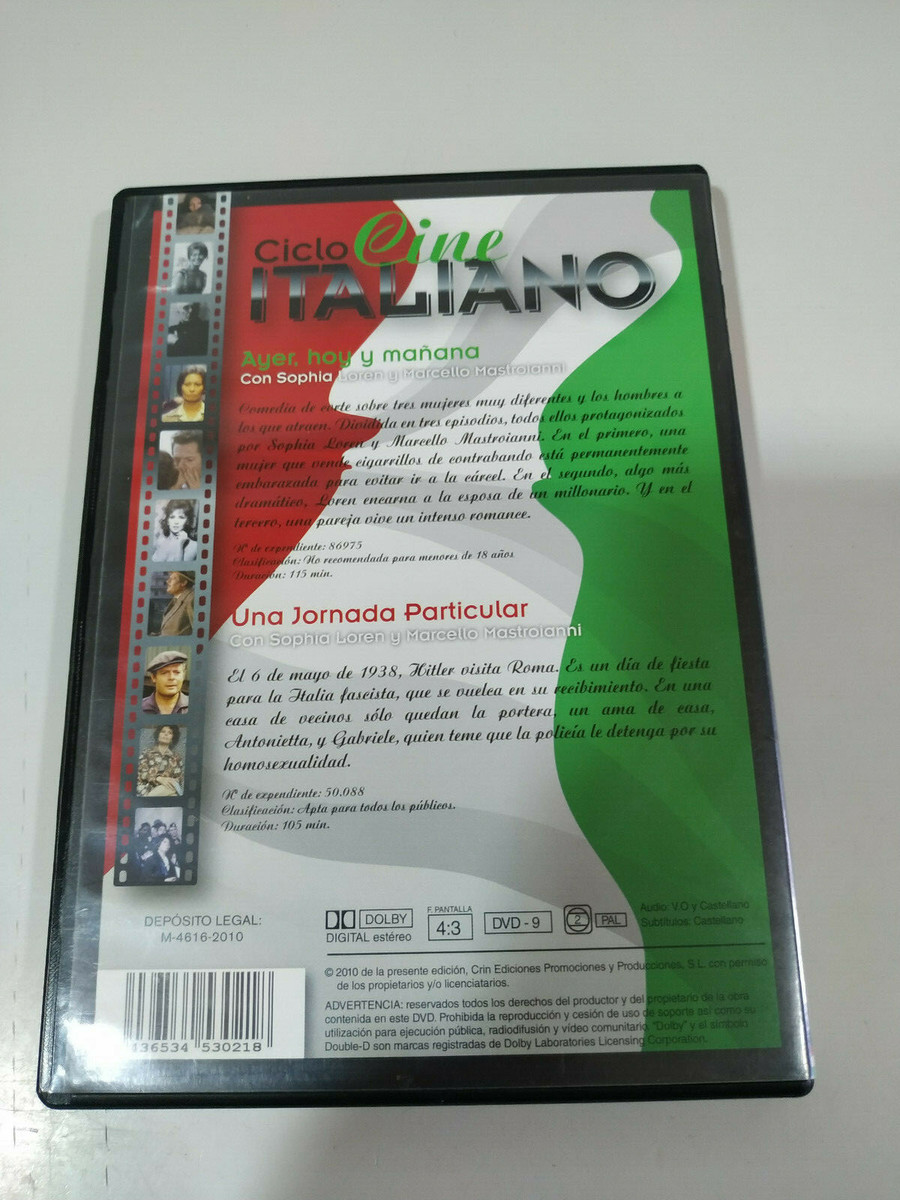 Ciclo Cine
ITALIANO
Ayer, hoy y mañana
Con Sophia Loren y Marcello Mastroianni
Comedia de corte sobre tres mujeres muy diferentes y los hombres a
los que atraen. Dividida en tres episodios, todos ellos protagonizados
por Sophia Loren y Marcello Mastroianni. En el primero, una
mujer que vende cigarrillos de contrabando está permanentemente
embarazada para evitar ir a la cárcel. En el segundo, algo más
dramático, Loren encarna a la esposa de un millonario. Y en el
tercero, una pareja vive un intenso romance.
Nº de expendiente: 86975
Clasificación: No recomendada para menores de 18 años
Duración: 115 min.
Una Jornada Particular
Con Sophia Loren y Marcello Mastroianni
El 6 de mayo de 1938, Hitler visita Roma. Es un día de fiesta
para la Italia fascista, que se vuelca en su recibimiento. En una
casa de vecinos sólo quedan la portera, un ama de casa,
Antonietta, y Gabriele, quien teme que la policía le detenga por su
homosexualidad.
Nº de expendiente: 50.088
Clasificación: Apta para todos los públicos.
Duración: 105 min.
DEPÓSITO LEGAL:
M-4616-2010
DOLBY
DIGITAL estéreo
F. PANTALLA
4:3
DVD - 9
2
PAL
Audio: V.O y Castellano
Subtítulos: Castellano
© 2010 de la presente edición, Crin Ediciones Promociones y Producciones, S.L. con permiso
de los propietarios y/o licenciatarios.
ADVERTENCIA: reservados todos los derechos del productor y del propietario de la obra
contenida en este DVD. Prohibida la reproducción y cesión de uso de soporte así como su
utilización para ejecución pública, radiodifusión y vídeo comunitario. "Dolby" y el símbolo
Double-D son marcas registradas de Dolby Laboratories Licensing Corporation.
436534 530218